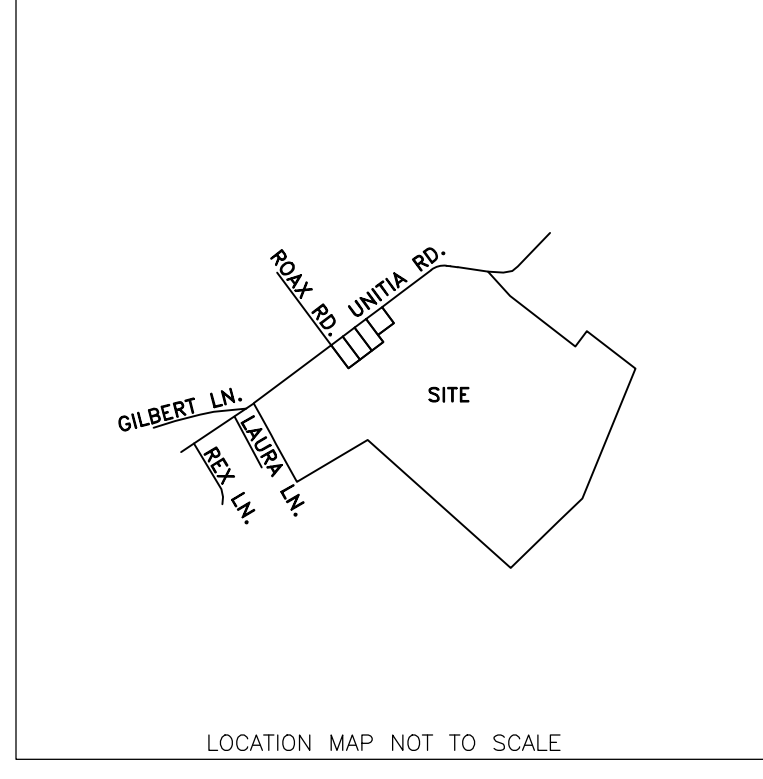 ROAX RD.
UNITIA RD.
SITE
GILBERT LN.
LAURA LN.
REX LN.
LOCATION MAP NOT TO SCALE